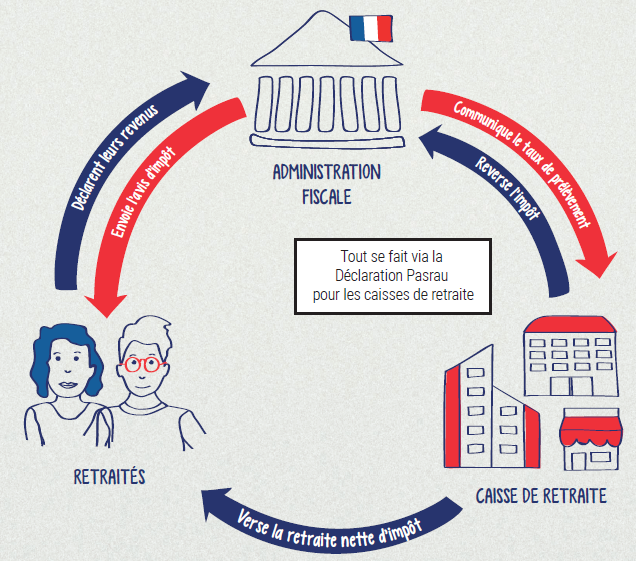 Déclarent leurs revenus
Envoie l'avis d'impôt
Communique le taux de prélèvement
Reverse l'impôt
ADMINISTRATION
FISCALE
Tout se fait via la
Déclaration Pasrau
pour les caisses de retraite
RETRAITÉS
CAISSE DE RETRAITE
Verse la retraite nette d'impôt